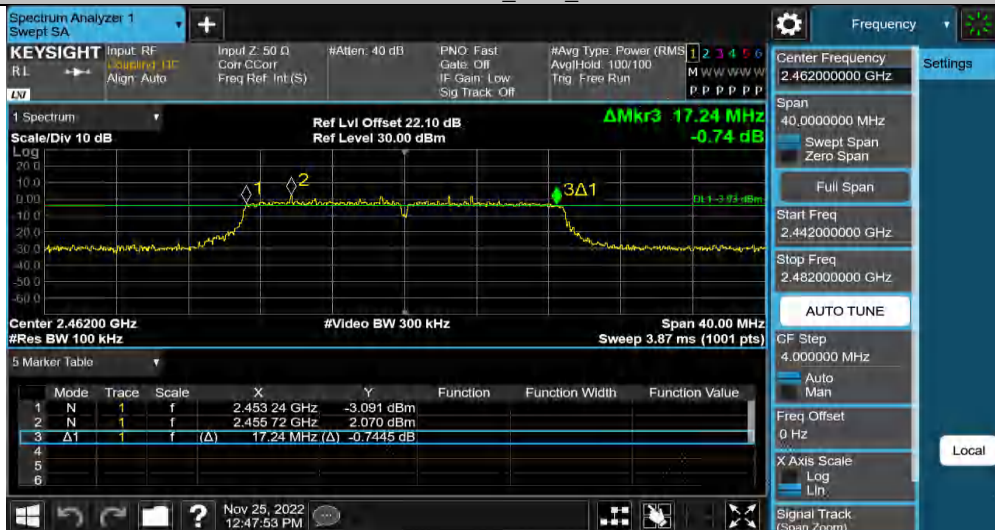 Spectrum Analyzer 1
Swept SA
Frequency
KEYSIGHT
RL
LXI
Input: RF
Coupling: DC
Align: Auto
Input Z: 50 Ω
Corr CCorr
Freq Ref: Int (S)
#Atten: 40 dB
PNO: Fast
Gate: Off
IF Gain: Low
Sig Track: Off
#Avg Type: Power (RMS
Avg|Hold: 100/100
Trig: Free Run
1 2 3 4 5 6
M W W W W W
P P P P P P
1 Spectrum
Scale/Div 10 dB
Ref Lvl Offset 22.10 dB
Ref Level 30.00 dBm
ΔMkr3 17.24 MHz
-0.74 dB
Log
20.0
10.0
0.00
-10.0
-20.0
-30.0
-40.0
-50.0
-60.0
1
2
3Δ1
DL1 -3.93 dBm
Center 2.46200 GHz
#Video BW 300 kHz
Span 40.00 MHz
#Res BW 100 kHz
Sweep 3.87 ms (1001 pts)
5 Marker Table
Mode Trace Scale X Y Function Function Width Function Value
1 N 1 f 2.453 24 GHz -3.091 dBm
2 N 1 f 2.455 72 GHz 2.070 dBm
3 Δ1 1 f (Δ) 17.24 MHz (Δ) -0.7445 dB
4
5
6
Nov 25, 2022
12:47:53 PM
Center Frequency
2.462000000 GHz
Settings
Span
40.0000000 MHz
Swept Span
Zero Span
Full Span
Start Freq
2.442000000 GHz
Stop Freq
2.482000000 GHz
AUTO TUNE
CF Step
4.000000 MHz
Auto
Man
Freq Offset
0 Hz
X Axis Scale
Log
Lin
Local
Signal Track
(Span Zoom)